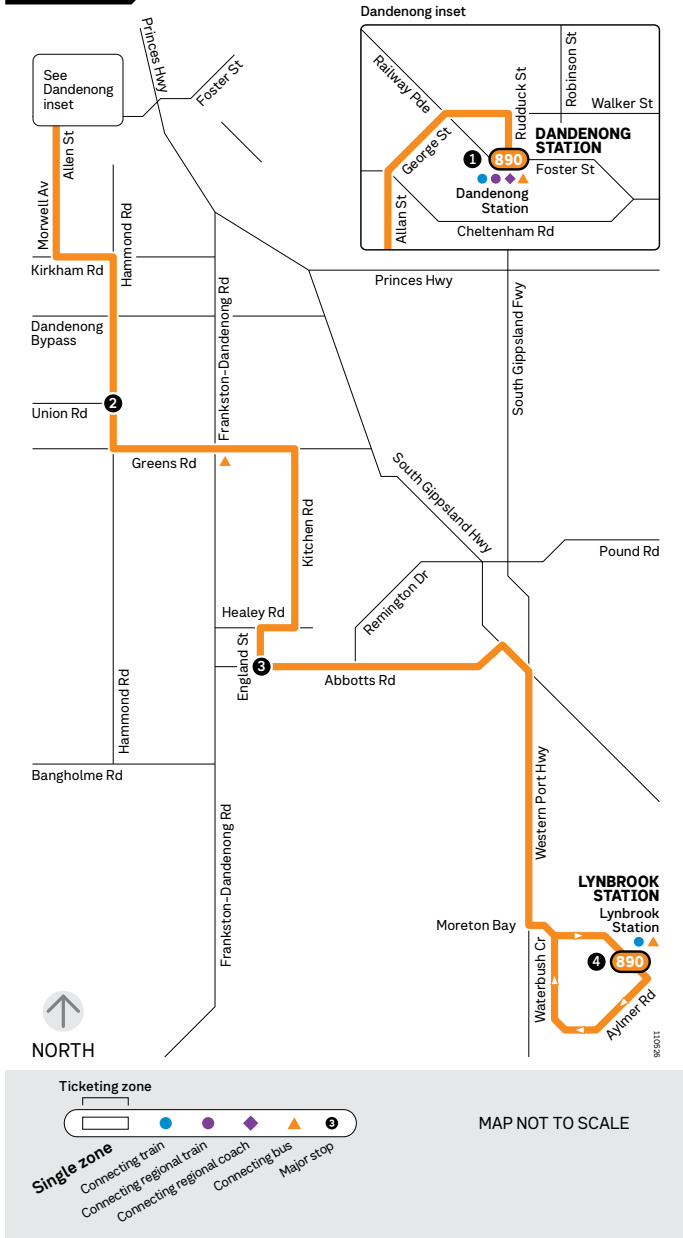 Dandenong inset
Princes Hwy
See
Dandenong
inset
Foster St
Railway Pde
Rudduck St
Robinson St
Walker St
George St
DANDENONG
STATION
1
890
Foster St
Dandenong
Station
Allan St
Cheltenham Rd
Allen St
Morwell Av
Hammond Rd
Kirkham Rd
Princes Hwy
Frankston–Dandenong Rd
South Gippsland Fwy
Dandenong
Bypass
2
Union Rd
Greens Rd
South Gippsland Hwy
Kitchen Rd
Pound Rd
Remington Dr
Healey Rd
England St
3
Abbotts Rd
Hammond Rd
Bangholme Rd
Western Port Hwy
Frankston–Dandenong Rd
LYNBROOK
STATION
Lynbrook
Station
Moreton Bay
4
890
Waterbush Cr
Aylmer Rd
110526
NORTH
Ticketing zone
3
Single zone
Connecting train
Connecting regional train
Connecting regional coach
Connecting bus
Major stop
MAP NOT TO SCALE